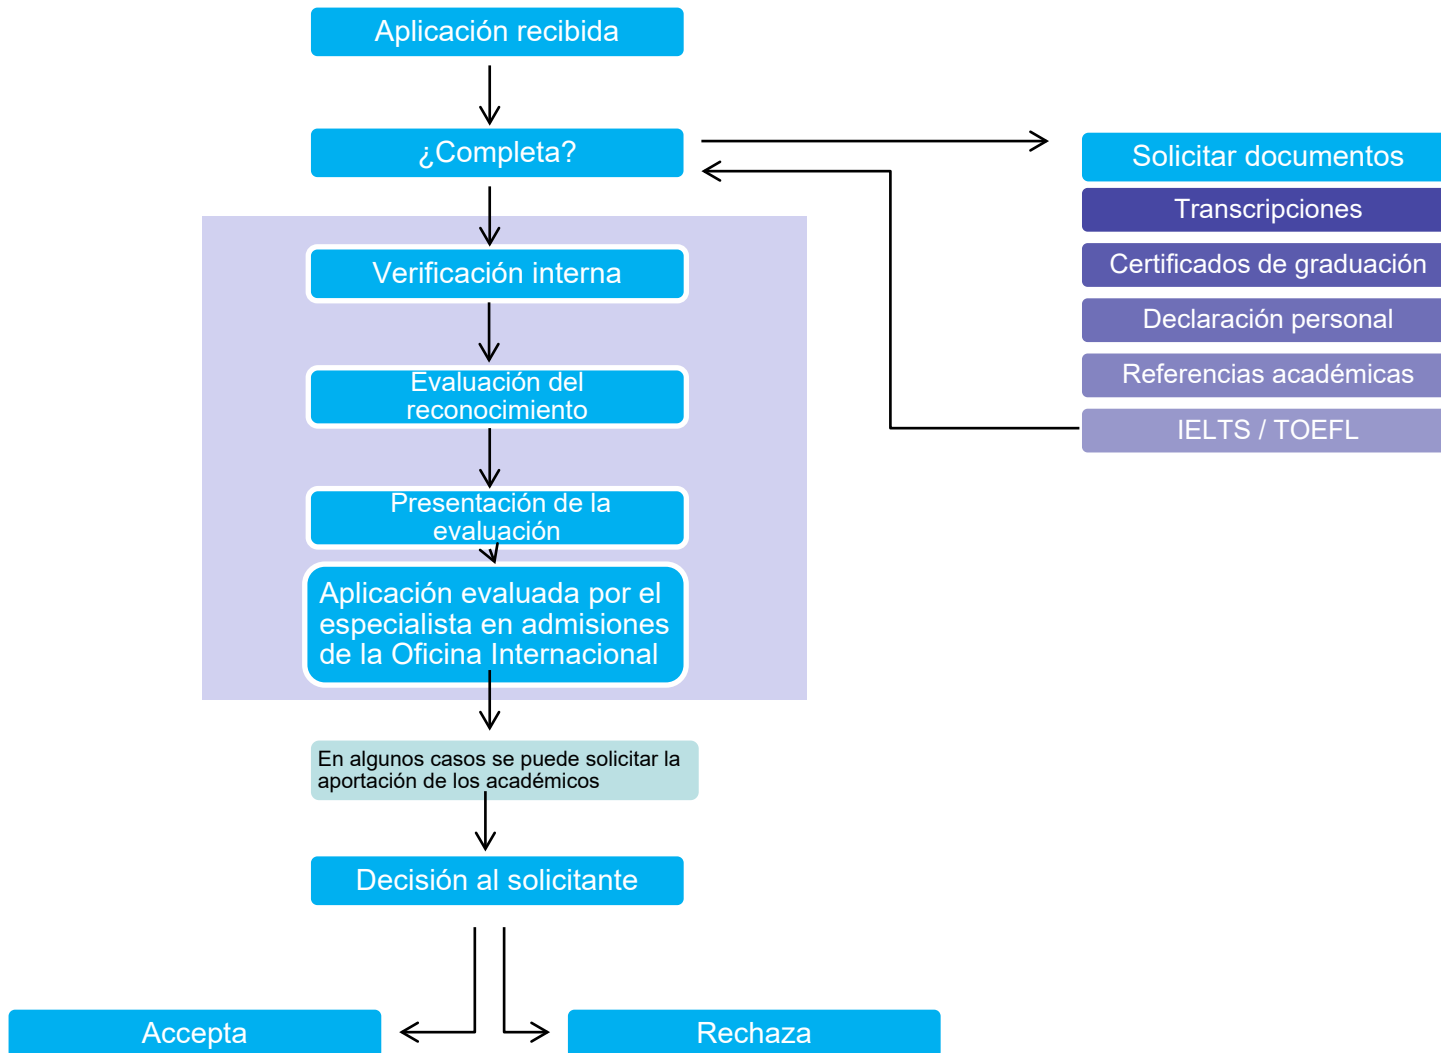 Aplicación recibida
¿Completa?
Solicitar documentos
Transcripciones
Certificados de graduación
Declaración personal
Referencias académicas
IELTS / TOEFL
Verificación interna
Evaluación del
reconocimiento
Presentación de la
evaluación
Aplicación evaluada por el
especialista en admisiones
de la Oficina Internacional
En algunos casos se puede solicitar la
aportación de los académicos
Decisión al solicitante
Accepta
Rechaza